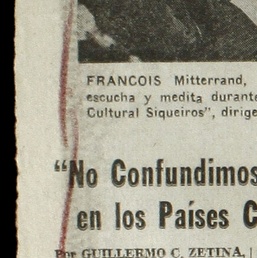 FRANCOIS Mitterrand,
escucha y medita durante
Cultural Siqueiros", dirige
"No Confundimos
en los Países C
Por GUILLERMO C. ZETINA,